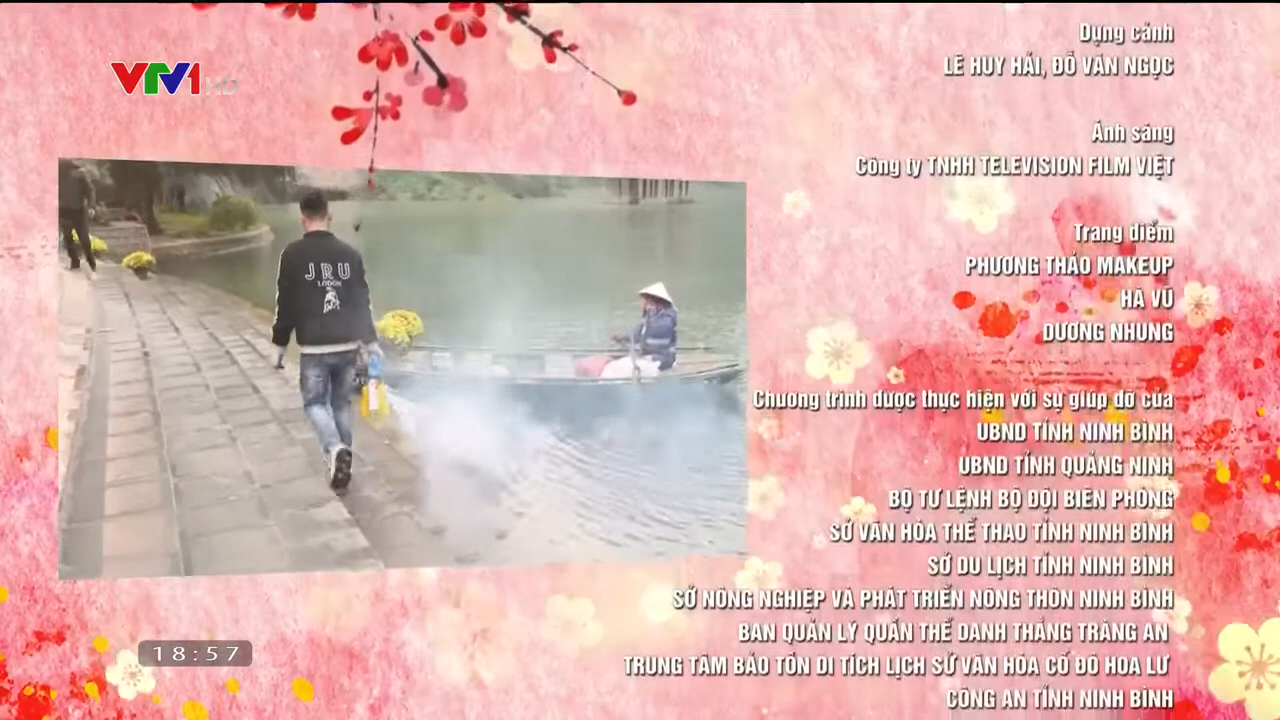 VTV1 HD
Dựng cảnh
LÊ HUY HẢI, ĐỖ VĂN NGỌC
Ánh sáng
Công ty TNHH TELEVISION FILM VIỆT
Trang điểm
PHƯƠNG THẢO MAKEUP
HÀ VŨ
DƯƠNG NHUNG
JRU
LODGN
Chương trình được thực hiện với sự giúp đỡ của
UBND TỈNH NINH BÌNH
UBND TỈNH QUẢNG NINH
BỘ TƯ LỆNH BỘ ĐỘI BIÊN PHÒNG
SỞ VĂN HÓA THỂ THAO TỈNH NINH BÌNH
SỞ DU LỊCH TỈNH NINH BÌNH
SỞ NÔNG NGHIỆP VÀ PHÁT TRIỂN NÔNG THÔN NINH BÌNH
BAN QUẢN LÝ QUẦN THỂ DANH THẮNG TRÀNG AN
TRUNG TÂM BẢO TỒN DI TÍCH LỊCH SỬ VĂN HÓA CỐ ĐÔ HOA LƯ
CÔNG AN TỈNH NINH BÌNH
18:57